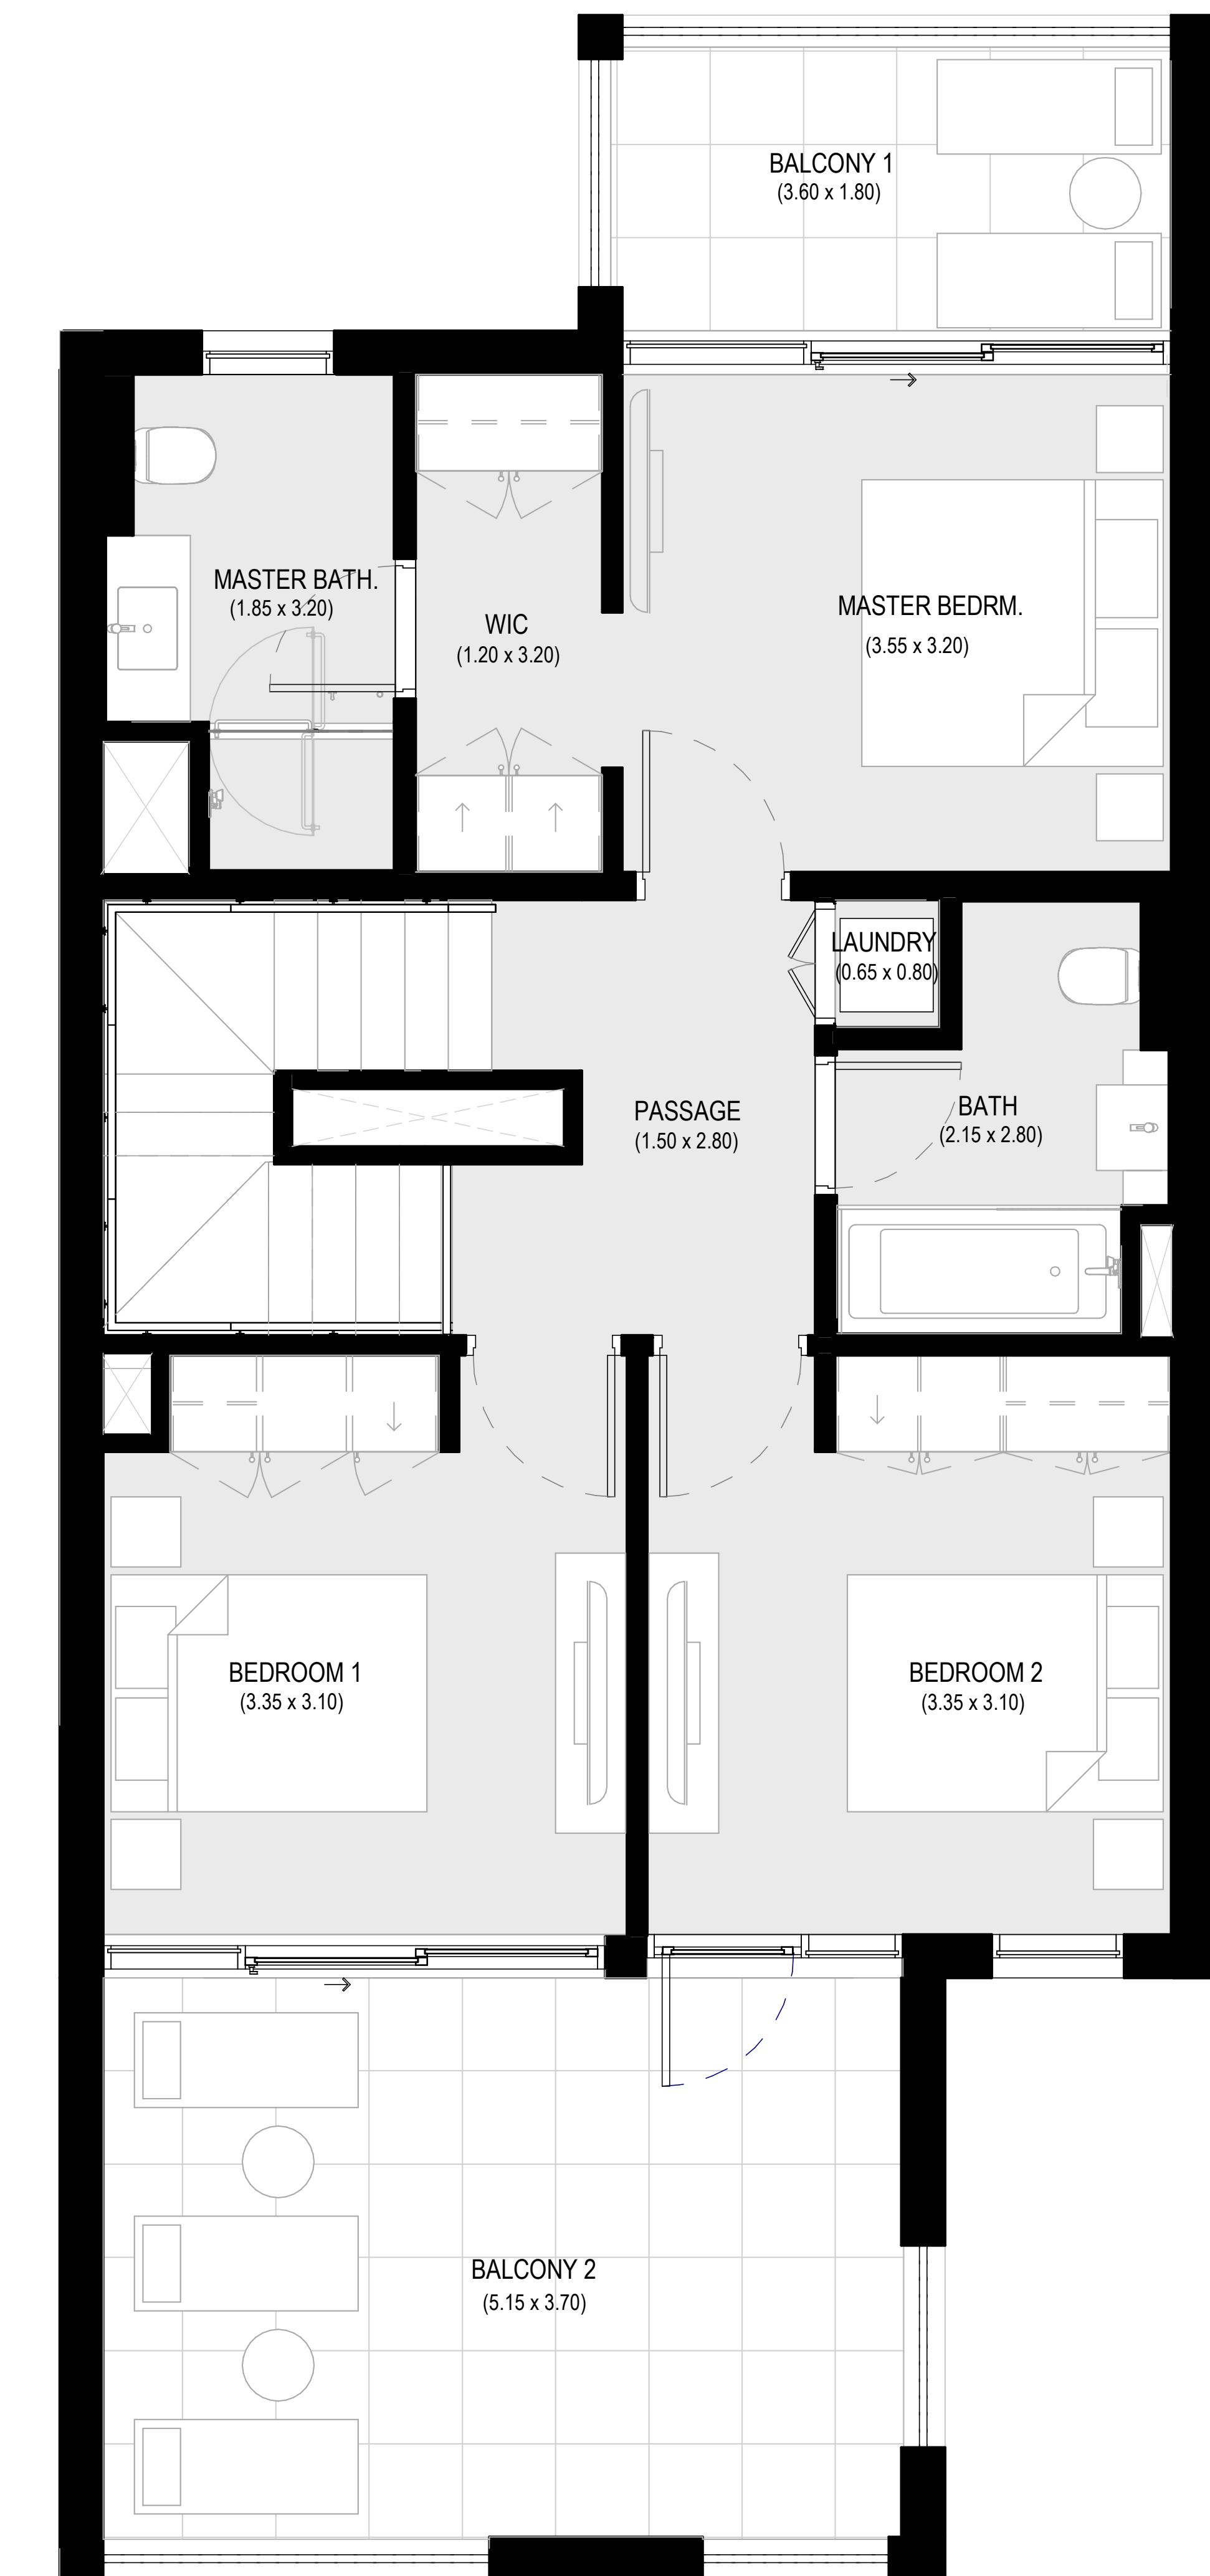 BALCONY 1
(3.60 x 1.80)
MASTER BATH.
(1.85 x 3.20)
WIC
(1.20 x 3.20)
MASTER BEDRM.
(3.55 x 3.20)
LAUNDRY
(0.65 x 0.80)
PASSAGE
(1.50 x 2.80)
BATH
(2.15 x 2.80)
BEDROOM 1
(3.35 x 3.10)
BEDROOM 2
(3.35 x 3.10)
BALCONY 2
(5.15 x 3.70)